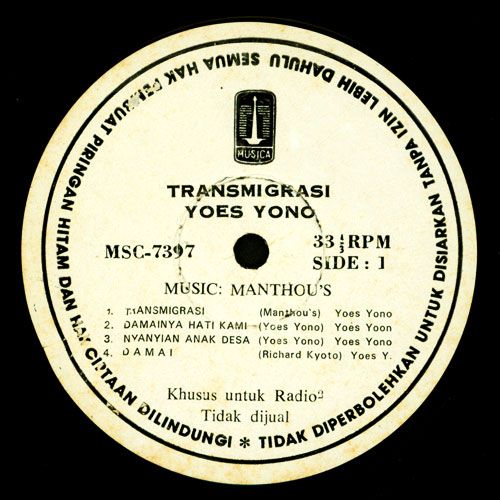 SEMUA HAK PEMBUAT PIRINGAN HITAM DAN HAK CIPTAAN DILINDUNGI * TIDAK DIPERBOLEHKAN UNTUK DISIARKAN TANPA IZIN LEBIH DAHULU
MUSICA
TRANSMIGRASI
YOES YONO
MSC-7397
33⅓RPM
SIDE : 1
MUSIC: MANTHOU'S
1. TRANSMIGRASI (Manthou's) Yoes Yono
2. DAMAINYA HATI KAMI - (Yoes Yono) Yoes Yoon
3. NYANYIAN ANAK DESA (Yoes Yono) Yoes Yono
4. D A M A I (Richard Kyoto) Yoes Y.
Khusus untuk Radio²
Tidak dijual